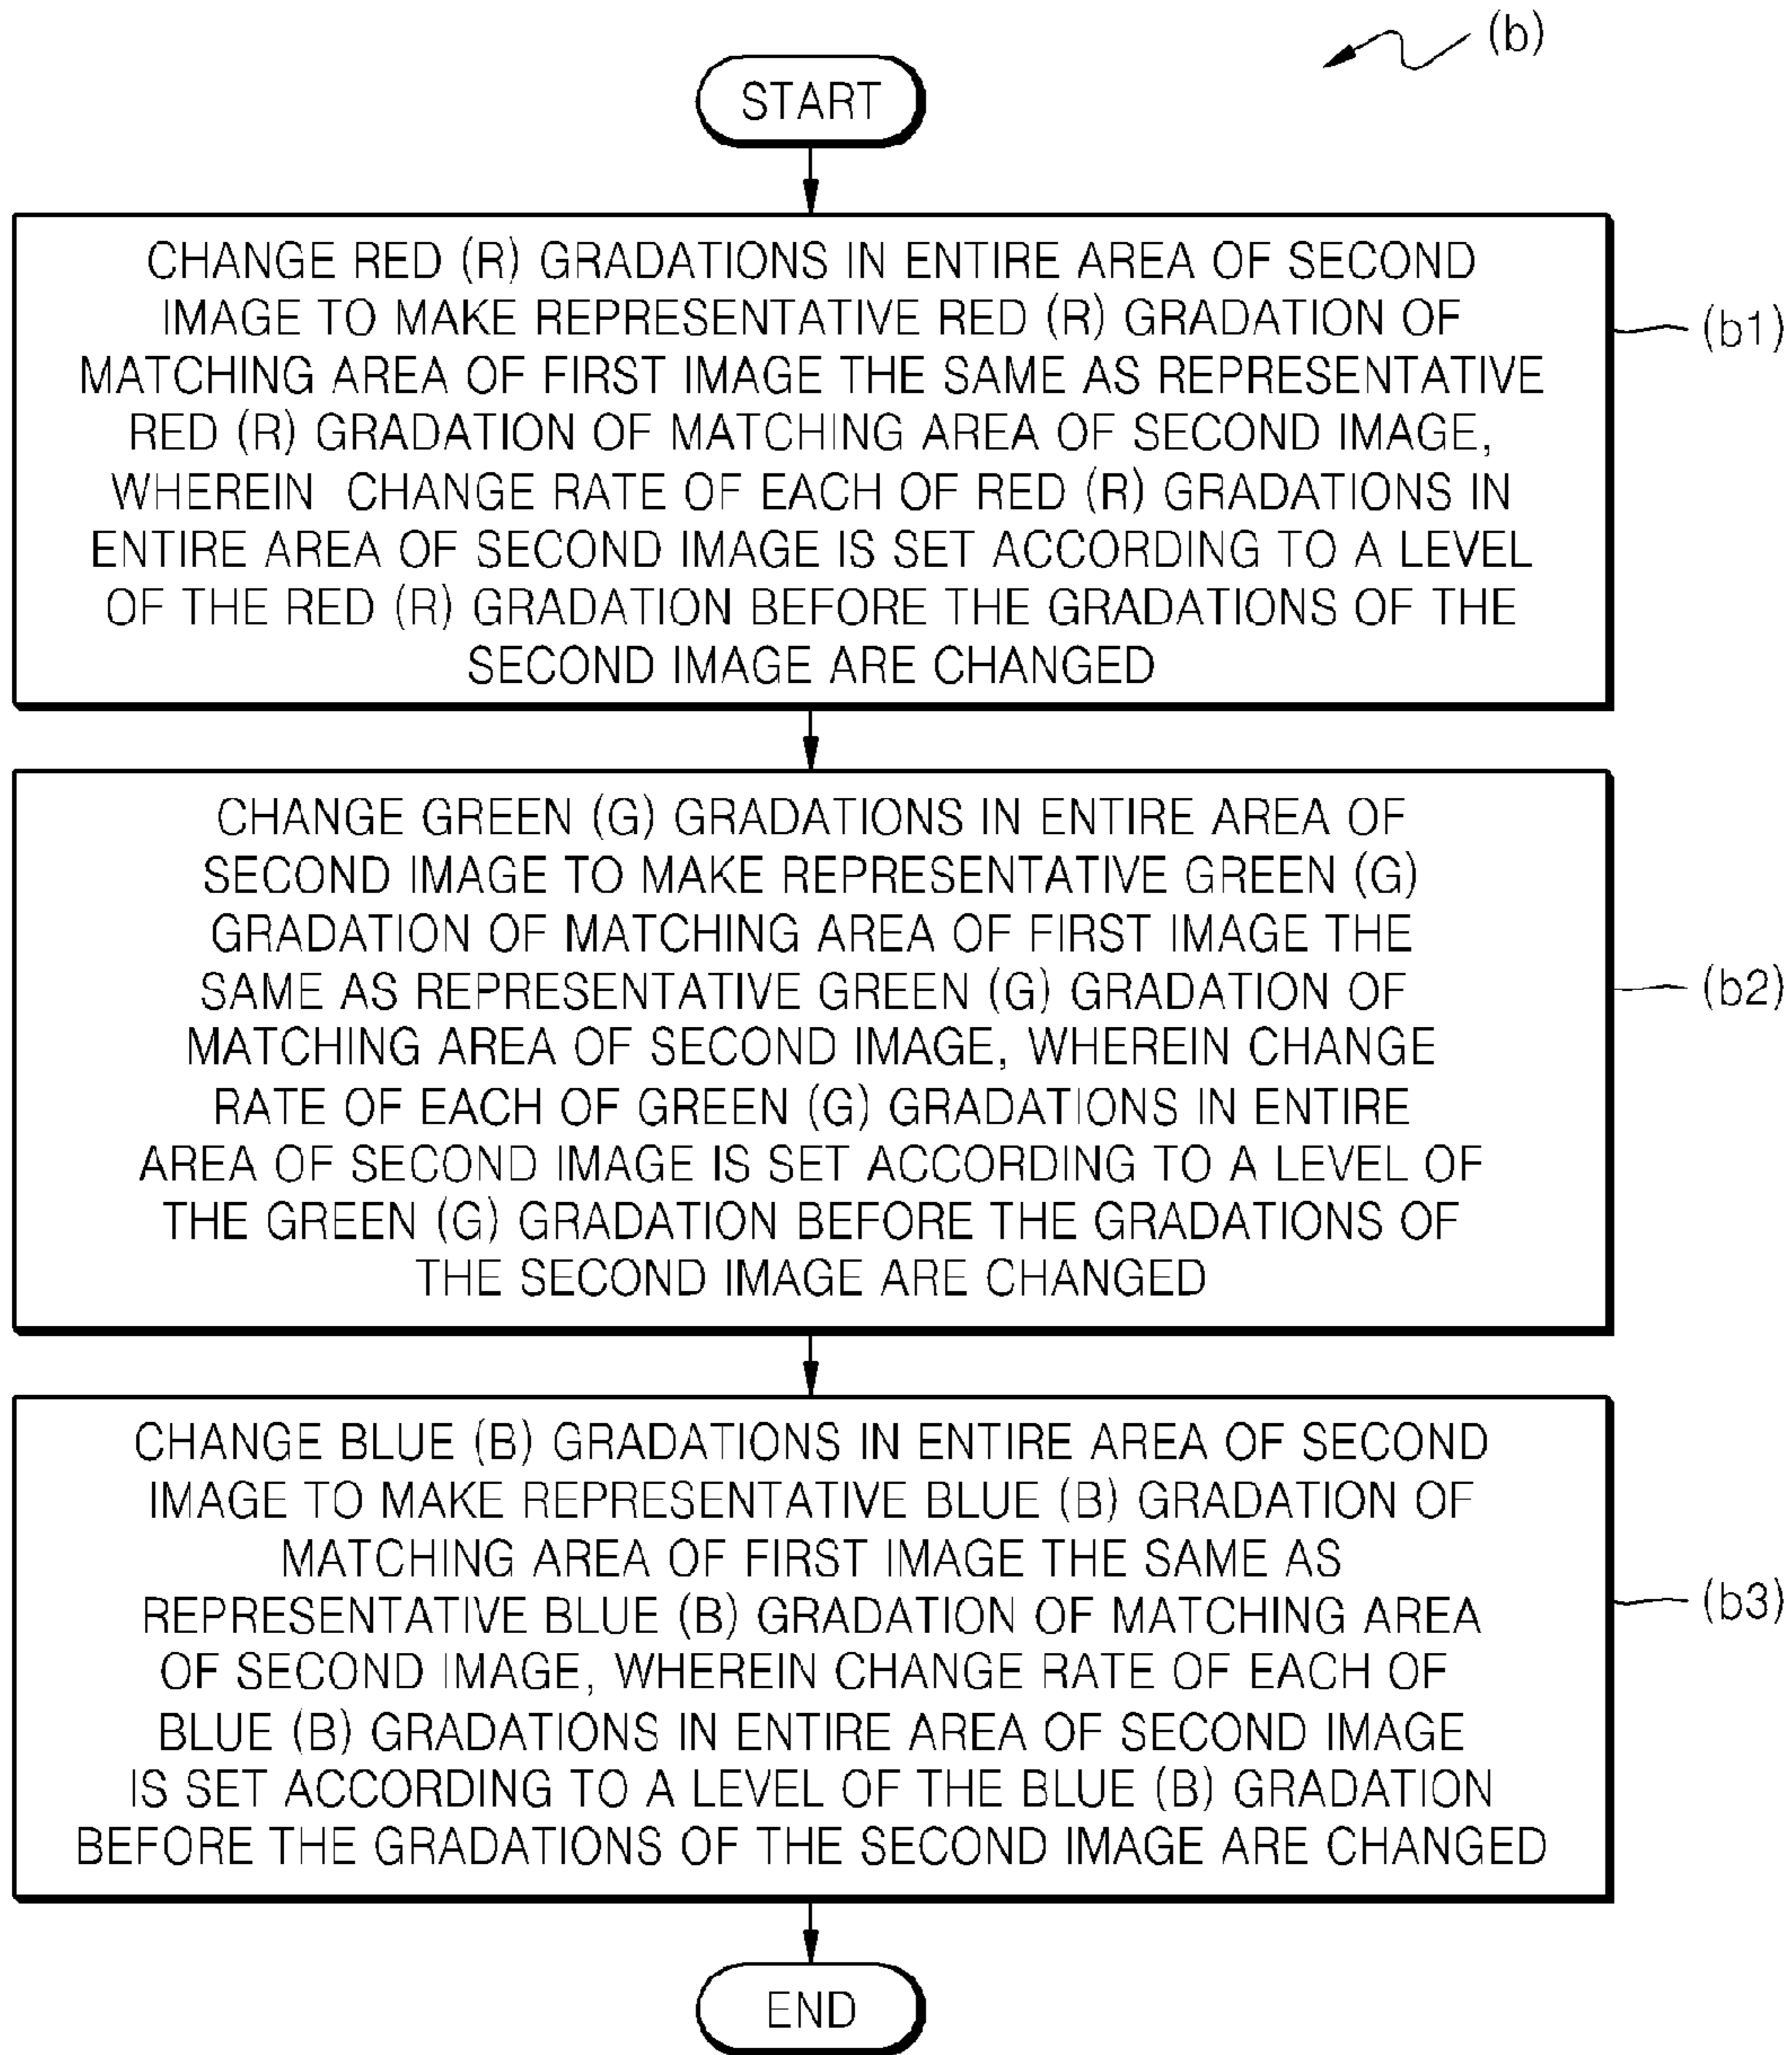 (b)
START
CHANGE RED (R) GRADATIONS IN ENTIRE AREA OF SECOND
IMAGE TO MAKE REPRESENTATIVE RED (R) GRADATION OF
MATCHING AREA OF FIRST IMAGE THE SAME AS REPRESENTATIVE
RED (R) GRADATION OF MATCHING AREA OF SECOND IMAGE,
WHEREIN CHANGE RATE OF EACH OF RED (R) GRADATIONS IN
ENTIRE AREA OF SECOND IMAGE IS SET ACCORDING TO A LEVEL
OF THE RED (R) GRADATION BEFORE THE GRADATIONS OF THE
SECOND IMAGE ARE CHANGED
(b1)
CHANGE GREEN (G) GRADATIONS IN ENTIRE AREA OF
SECOND IMAGE TO MAKE REPRESENTATIVE GREEN (G)
GRADATION OF MATCHING AREA OF FIRST IMAGE THE
SAME AS REPRESENTATIVE GREEN (G) GRADATION OF
MATCHING AREA OF SECOND IMAGE, WHEREIN CHANGE
RATE OF EACH OF GREEN (G) GRADATIONS IN ENTIRE
AREA OF SECOND IMAGE IS SET ACCORDING TO A LEVEL OF
THE GREEN (G) GRADATION BEFORE THE GRADATIONS OF
THE SECOND IMAGE ARE CHANGED
(b2)
CHANGE BLUE (B) GRADATIONS IN ENTIRE AREA OF SECOND
IMAGE TO MAKE REPRESENTATIVE BLUE (B) GRADATION OF
MATCHING AREA OF FIRST IMAGE THE SAME AS
REPRESENTATIVE BLUE (B) GRADATION OF MATCHING AREA
OF SECOND IMAGE, WHEREIN CHANGE RATE OF EACH OF
BLUE (B) GRADATIONS IN ENTIRE AREA OF SECOND IMAGE
IS SET ACCORDING TO A LEVEL OF THE BLUE (B) GRADATION
BEFORE THE GRADATIONS OF THE SECOND IMAGE ARE CHANGED
(b3)
END